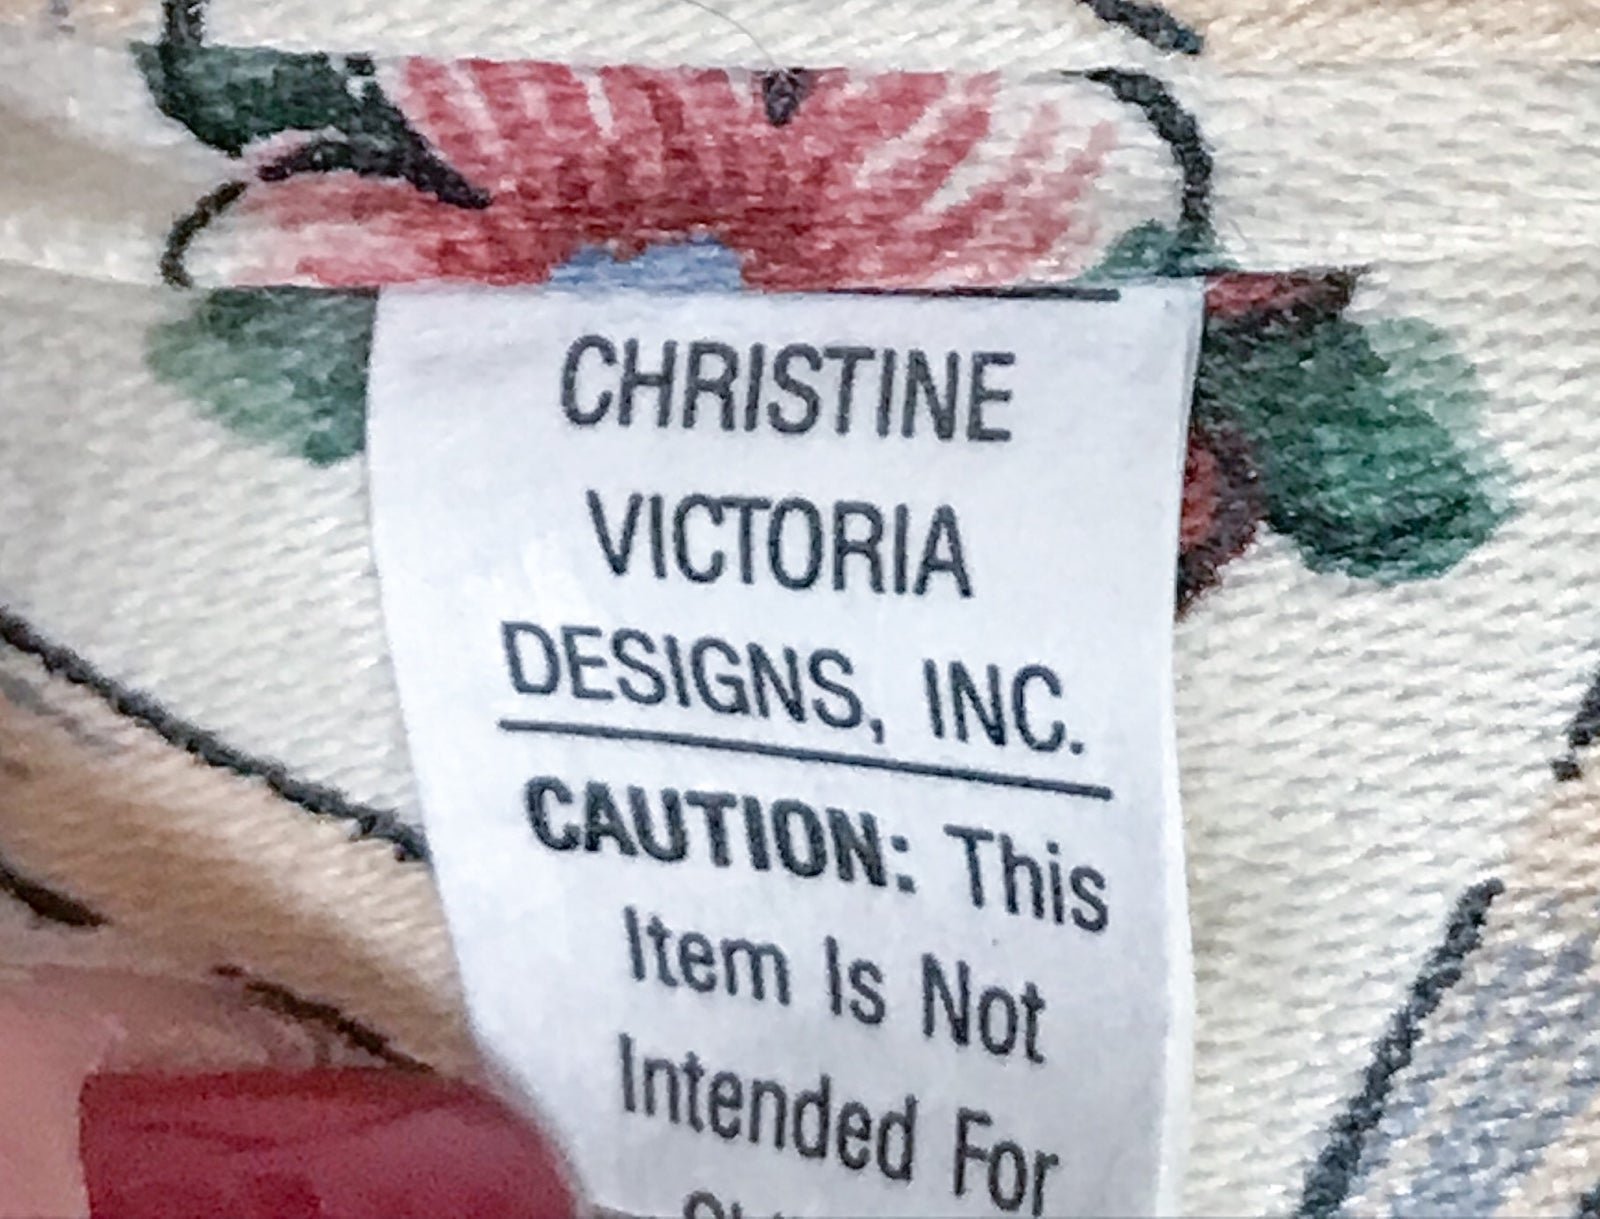 CHRISTINE
VICTORIA
DESIGNS, INC.
CAUTION: This
Item Is Not
Intended For